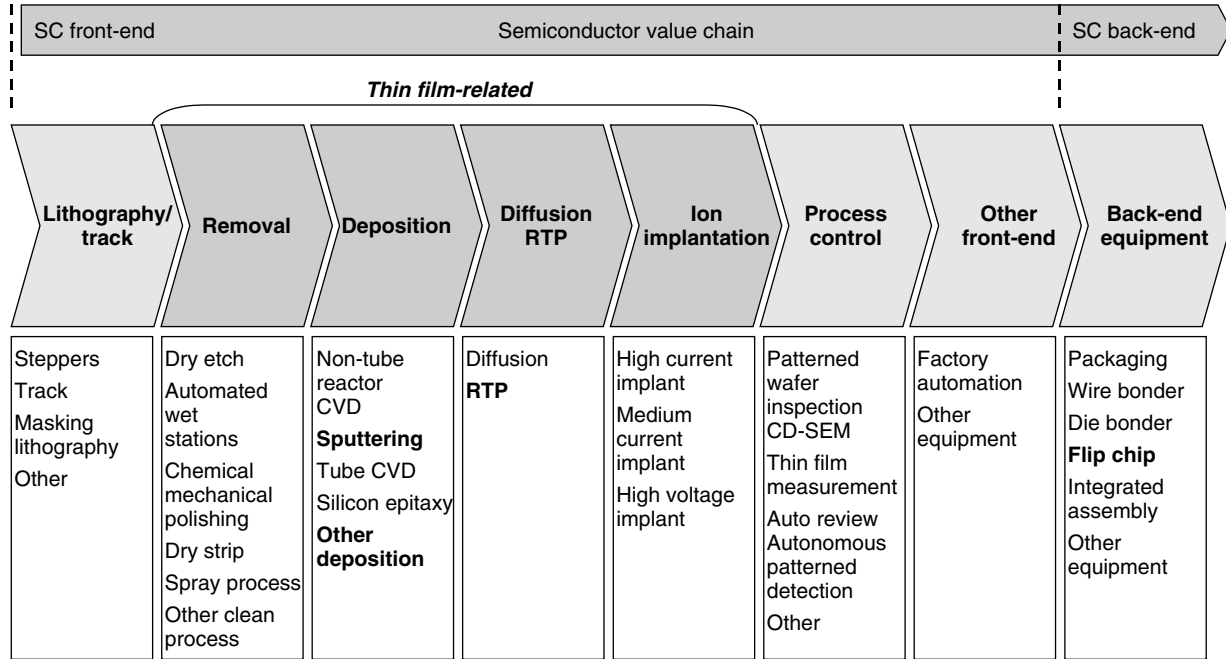 SC front-end
Semiconductor value chain
SC back-end
Thin film-related
Lithography/
track
Removal
Deposition
Diffusion
RTP
Ion
implantation
Process
control
Other
front-end
Back-end
equipment
Steppers
Track
Masking
lithography
Other
Dry etch
Automated
wet
stations
Chemical
mechanical
polishing
Dry strip
Spray process
Other clean
process
Non-tube
reactor
CVD
Sputtering
Tube CVD
Silicon epitaxy
Other
deposition
Diffusion
RTP
High current
implant
Medium
current
implant
High voltage
implant
Patterned
wafer
inspection
CD-SEM
Thin film
measurement
Auto review
Autonomous
patterned
detection
Other
Factory
automation
Other
equipment
Packaging
Wire bonder
Die bonder
Flip chip
Integrated
assembly
Other
equipment